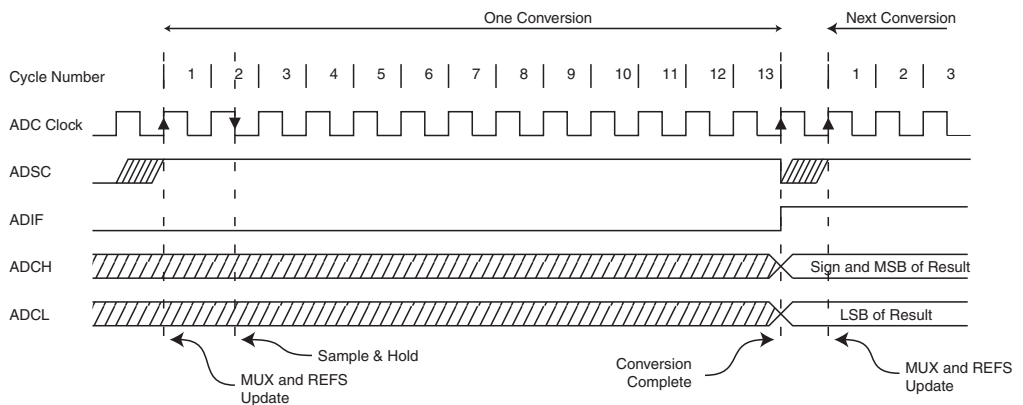 One Conversion
Next Conversion
Cycle Number 1 2 3 4 5 6 7 8 9 10 11 12 13 1 2 3
ADC Clock
ADSC
ADIF
ADCH Sign and MSB of Result
ADCL LSB of Result
Sample & Hold
MUX and REFS
Update
Conversion
Complete
MUX and REFS
Update